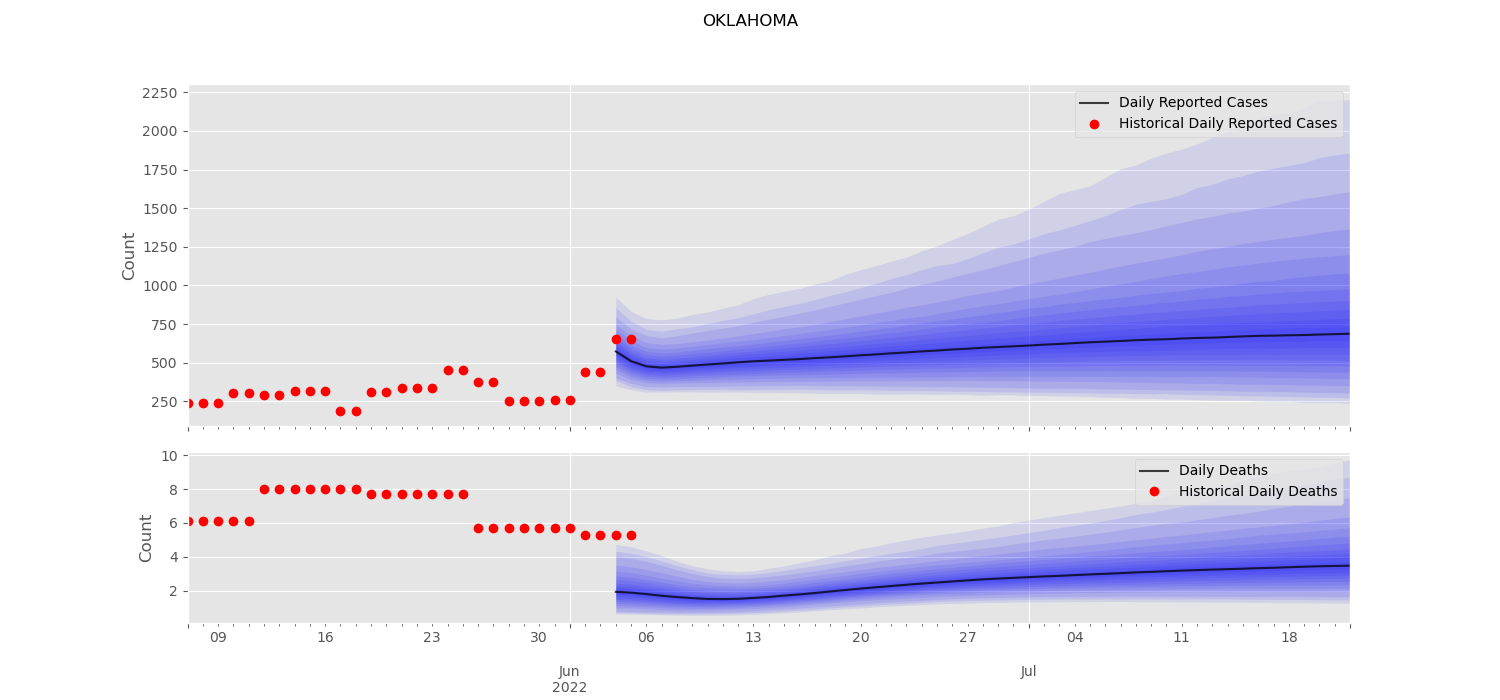 OKLAHOMA
2250
2000
1750
1500
1250
1000
750
500
250
Count
Daily Reported Cases
Historical Daily Reported Cases
10
8
6
4
2
Count
Daily Deaths
Historical Daily Deaths
09 16 23 30 06 13 20 27 04 11 18
Jun Jul
2022